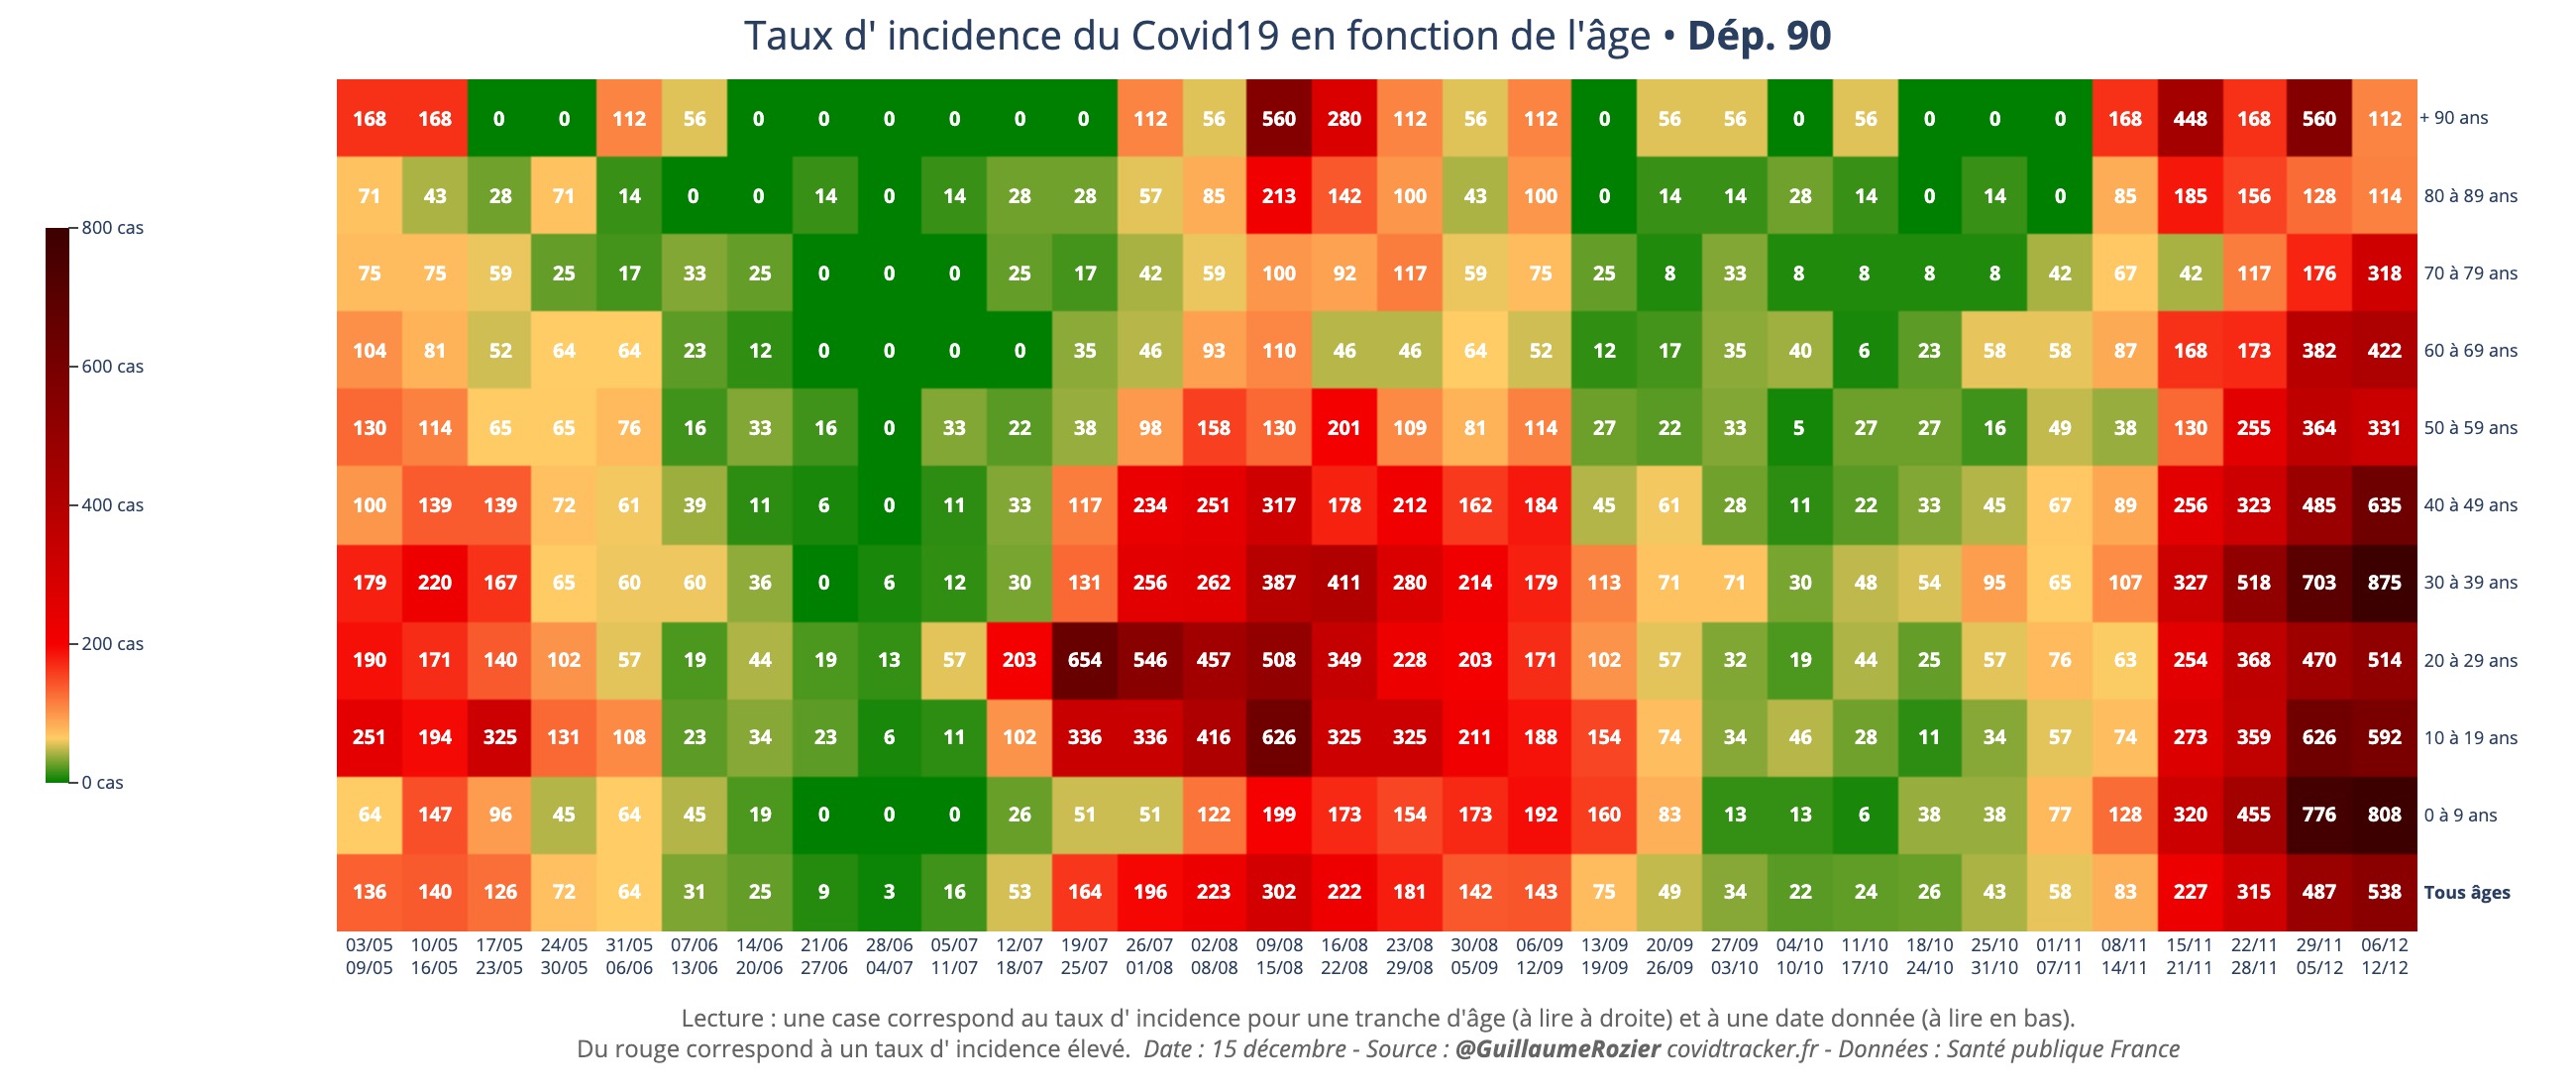 Taux d' incidence du Covid19 en fonction de l'âge • Dép. 90
168 168 0 0 112 56 0 0 0 0 0 0 112 56 560 280 112 56 112 0 56 56 0 56 0 0 0 168 448 168 560 112 + 90 ans
71 43 28 71 14 0 0 14 0 14 28 28 57 85 213 142 100 43 100 0 14 14 28 14 0 14 0 85 185 156 128 114 80 à 89 ans
800 cas
75 75 59 25 17 33 25 0 0 0 25 17 42 59 100 92 117 59 75 25 8 33 8 8 8 8 42 67 42 117 176 318 70 à 79 ans
104 81 52 64 64 23 12 0 0 0 0 35 46 93 110 46 46 64 52 12 17 35 40 6 23 58 58 87 168 173 382 422 60 à 69 ans
600 cas
130 114 65 65 76 16 33 16 0 33 22 38 98 158 130 201 109 81 114 27 22 33 5 27 27 16 49 38 130 255 364 331 50 à 59 ans
400 cas
100 139 139 72 61 39 11 6 0 11 33 117 234 251 317 178 212 162 184 45 61 28 11 22 33 45 67 89 256 323 485 635 40 à 49 ans
179 220 167 65 60 60 36 0 6 12 30 131 256 262 387 411 280 214 179 113 71 71 30 48 54 95 65 107 327 518 703 875 30 à 39 ans
200 cas
190 171 140 102 57 19 44 19 13 57 203 654 546 457 508 349 228 203 171 102 57 32 19 44 25 57 76 63 254 368 470 514 20 à 29 ans
251 194 325 131 108 23 34 23 6 11 102 336 336 416 626 325 325 211 188 154 74 34 46 28 11 34 57 74 273 359 626 592 10 à 19 ans
0 cas
64 147 96 45 64 45 19 0 0 0 26 51 51 122 199 173 154 173 192 160 83 13 13 6 38 38 77 128 320 455 776 808 0 à 9 ans
136 140 126 72 64 31 25 9 3 16 53 164 196 223 302 222 181 142 143 75 49 34 22 24 26 43 58 83 227 315 487 538 Tous âges
03/05 10/05 17/05 24/05 31/05 07/06 14/06 21/06 28/06 05/07 12/07 19/07 26/07 02/08 09/08 16/08 23/08 30/08 06/09 13/09 20/09 27/09 04/10 11/10 18/10 25/10 01/11 08/11 15/11 22/11 29/11 06/12
09/05 16/05 23/05 30/05 06/06 13/06 20/06 27/06 04/07 11/07 18/07 25/07 01/08 08/08 15/08 22/08 29/08 05/09 12/09 19/09 26/09 03/10 10/10 17/10 24/10 31/10 07/11 14/11 21/11 28/11 05/12 12/12
Lecture : une case correspond au taux d' incidence pour une tranche d'âge (à lire à droite) et à une date donnée (à lire en bas).
Du rouge correspond à un taux d' incidence élevé. Date : 15 décembre - Source : @GuillaumeRozier covidtracker.fr - Données : Santé publique France